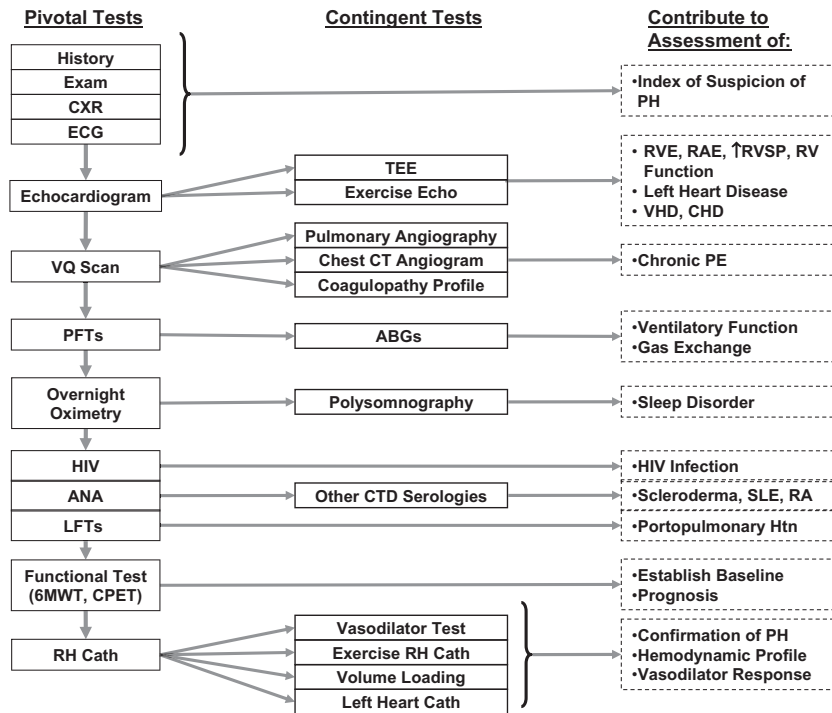 Pivotal Tests
Contingent Tests
Contribute to
Assessment of:
History
Exam
CXR
ECG
•Index of Suspicion of
PH
Echocardiogram
TEE
Exercise Echo
• RVE, RAE, ↑RVSP, RV
Function
• Left Heart Disease
• VHD, CHD
VQ Scan
Pulmonary Angiography
Chest CT Angiogram
Coagulopathy Profile
•Chronic PE
PFTs
ABGs
•Ventilatory Function
•Gas Exchange
Overnight
Oximetry
Polysomnography
•Sleep Disorder
HIV
•HIV Infection
ANA
Other CTD Serologies
•Scleroderma, SLE, RA
LFTs
•Portopulmonary Htn
Functional Test
(6MWT, CPET)
•Establish Baseline
•Prognosis
RH Cath
Vasodilator Test
Exercise RH Cath
Volume Loading
Left Heart Cath
•Confirmation of PH
•Hemodynamic Profile
•Vasodilator Response